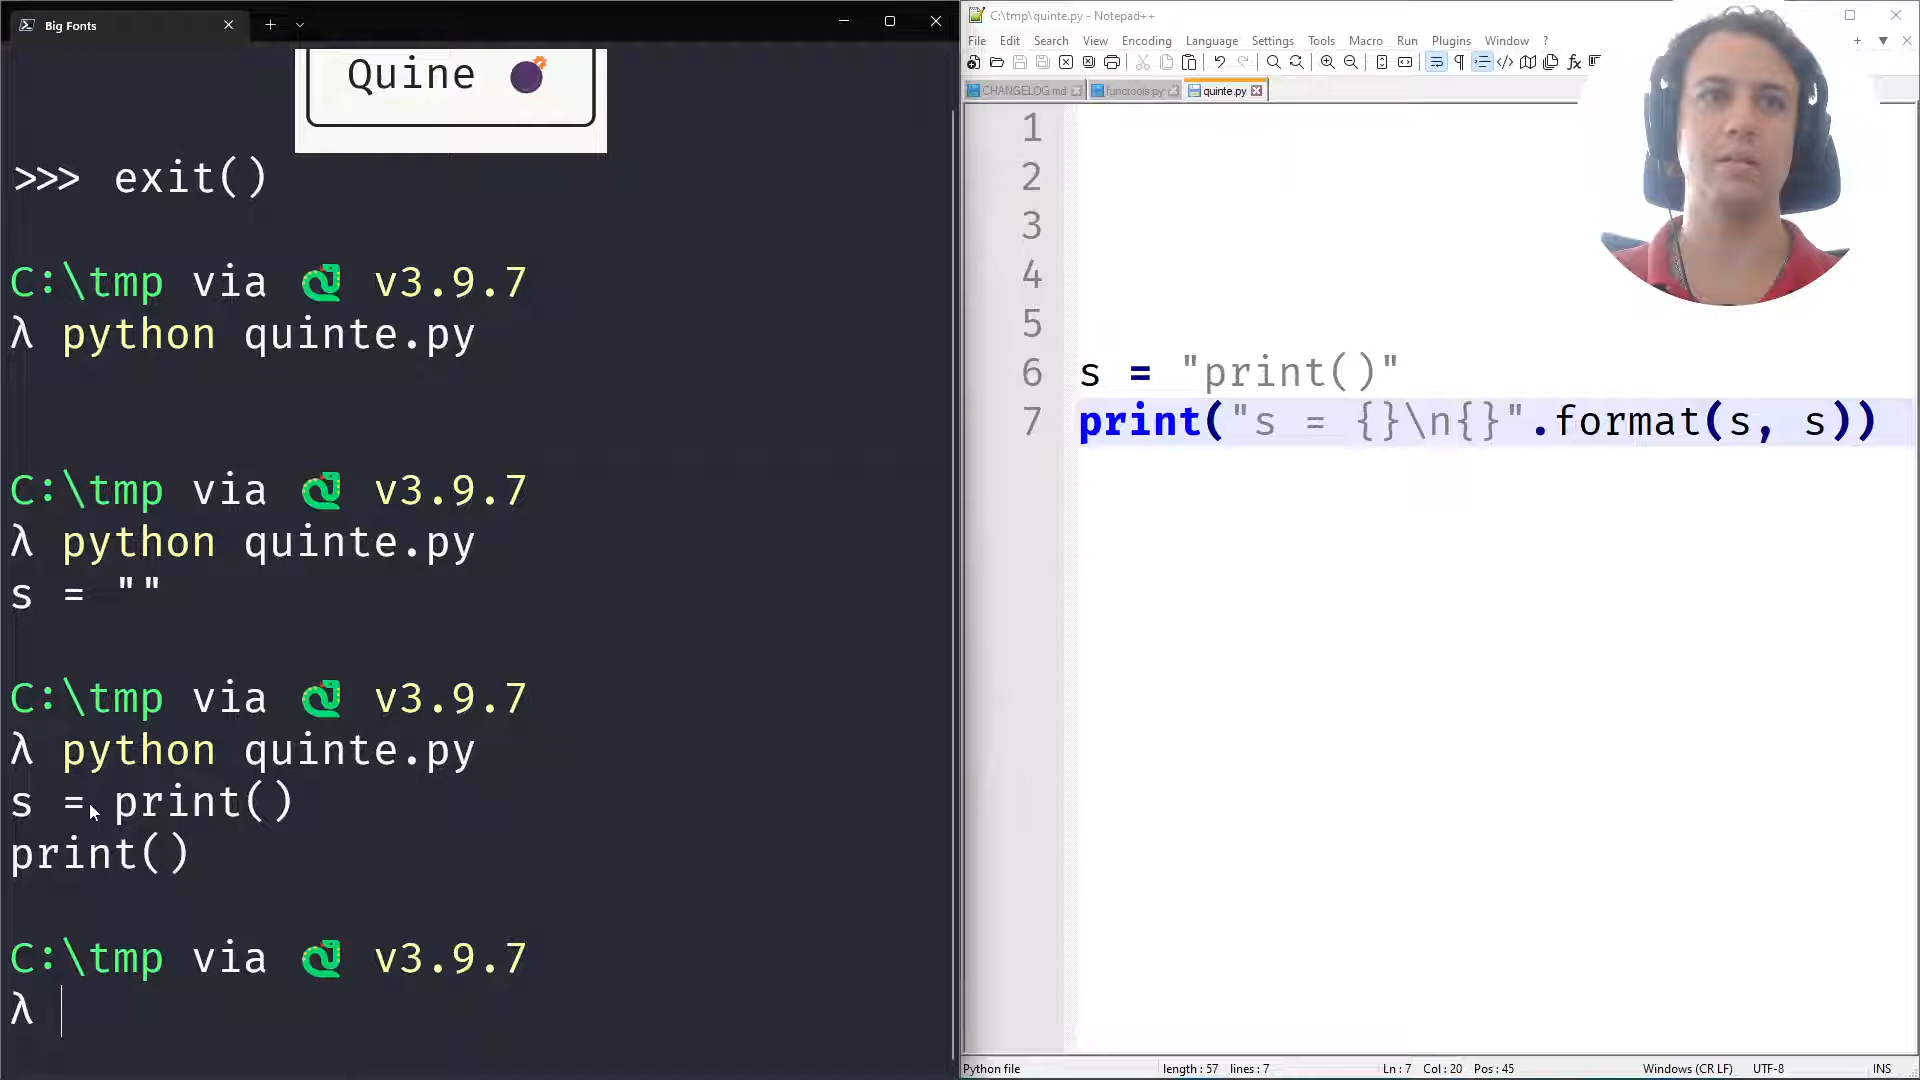 Big Fonts
Quine
>>> exit()
C:\tmp via v3.9.7
λ python quinte.py
C:\tmp via v3.9.7
λ python quinte.py
s = ""
C:\tmp via v3.9.7
λ python quinte.py
s = print()
print()
C:\tmp via v3.9.7
λ
C:\tmp\quinte.py - Notepad++
File Edit Search View Encoding Language Settings Tools Macro Run Plugins Window ?
CHANGELOG.md functools.py quinte.py
1
2
3
4
5
6 s = "print()"
7 print("s = {}\n{}".format(s, s))
Python file length : 57 lines : 7 Ln : 7 Col : 20 Pos : 45 Windows (CR LF) UTF-8 INS